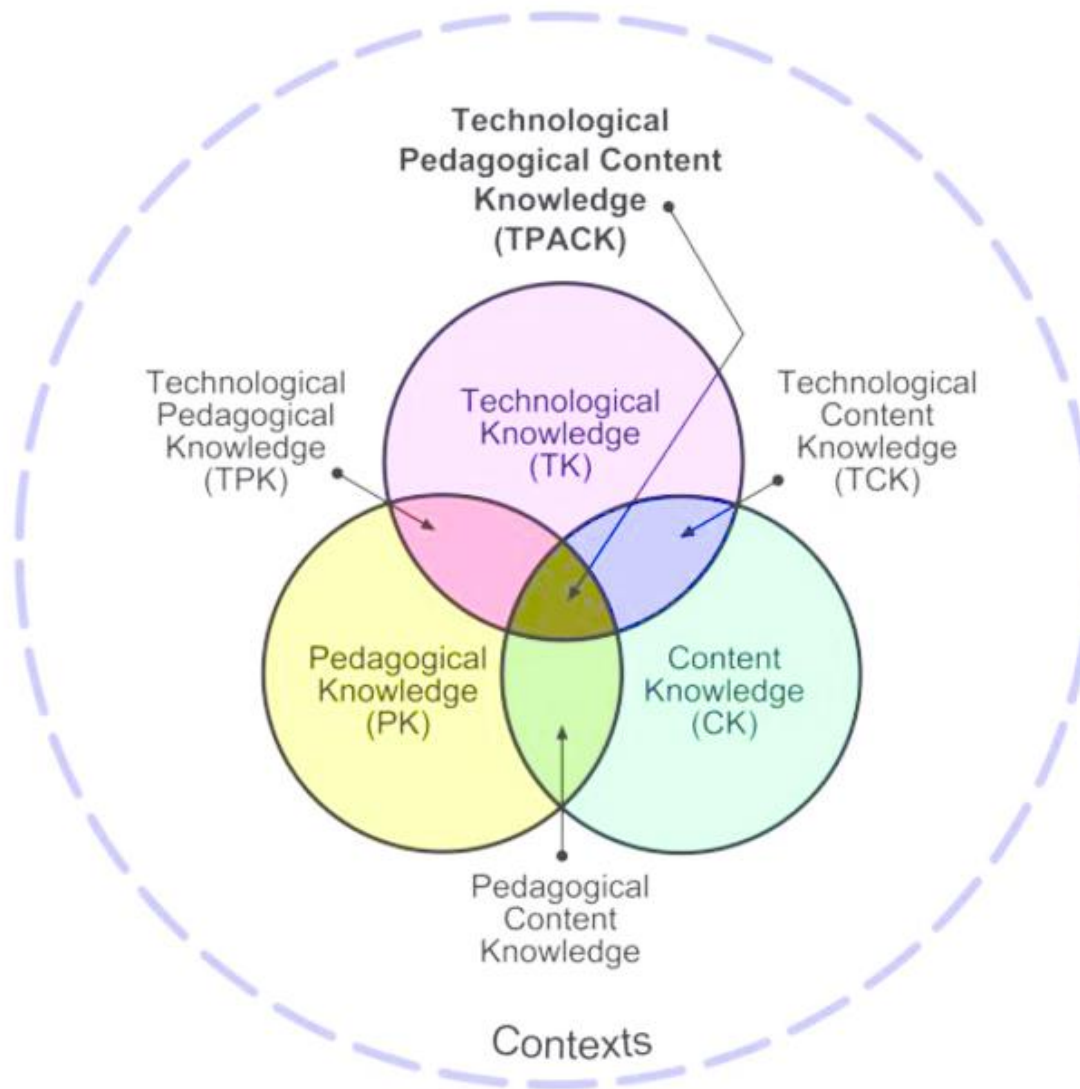 Technological
Pedagogical Content
Knowledge
(TPACK)
Technological
Pedagogical
Knowledge
(TPK)
Technological
Knowledge
(TK)
Technological
Content
Knowledge
(TCK)
Pedagogical
Knowledge
(PK)
Content
Knowledge
(CK)
Pedagogical
Content
Knowledge
Contexts